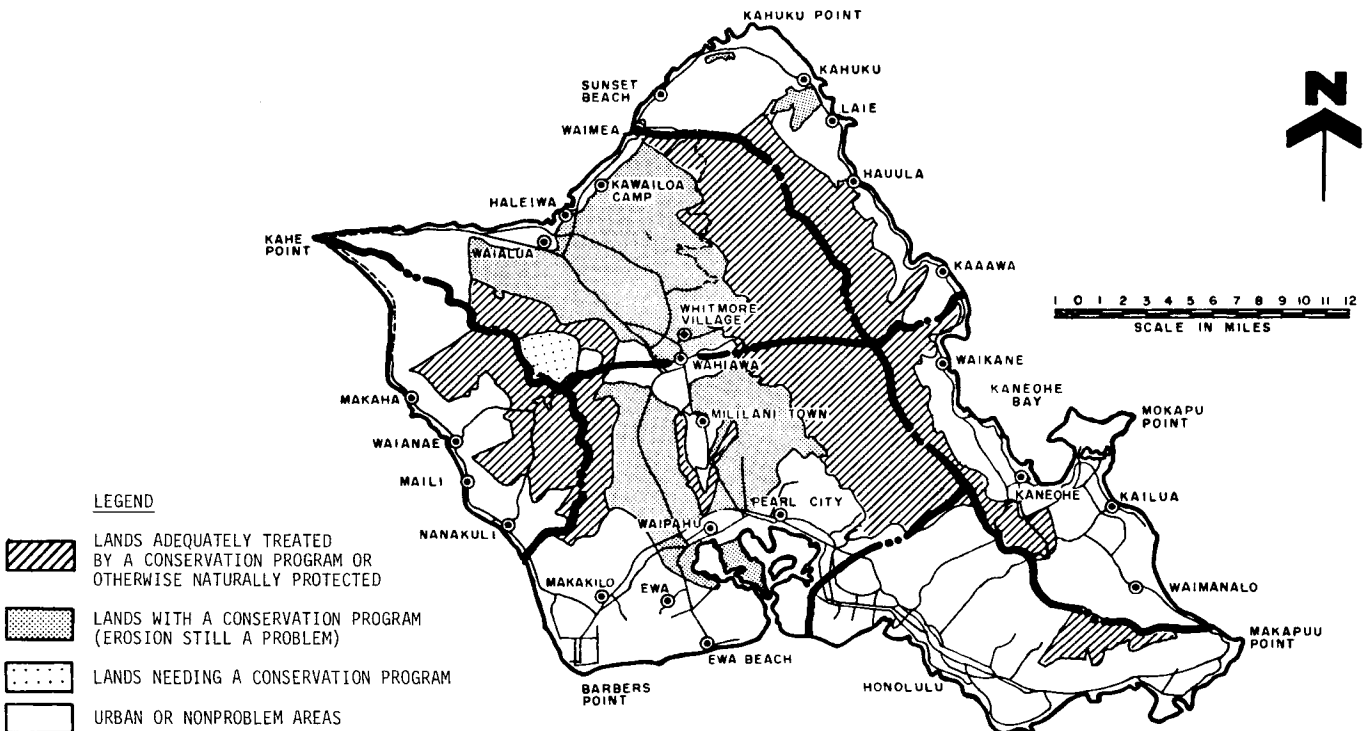 KAHUKU POINT
KAHUKU
SUNSET
BEACH
LAIE
WAIMEA
N
HAUULA
KAWAILOA
CAMP
HALEIWA
KAHE
POINT
WAIALUA
KAAAWA
1 0 1 2 3 4 5 6 7 8 9 10 11 12
SCALE IN MILES
WHITMORE
VILLAGE
WAHIAWA
WAIKANE
KANEOHE
BAY
MAKAHA
MOKAPU
POINT
MILILANI TOWN
WAIANAE
MAILI
KANEOHE
KAILUA
PEARL CITY
NANAKULI
WAIPAHU
MAKAKILO
EWA
WAIMANALO
MAKAPUU
POINT
EWA BEACH
HONOLULU
BARBERS
POINT
LEGEND
LANDS ADEQUATELY TREATED
BY A CONSERVATION PROGRAM OR
OTHERWISE NATURALLY PROTECTED
LANDS WITH A CONSERVATION PROGRAM
(EROSION STILL A PROBLEM)
LANDS NEEDING A CONSERVATION PROGRAM
URBAN OR NONPROBLEM AREAS